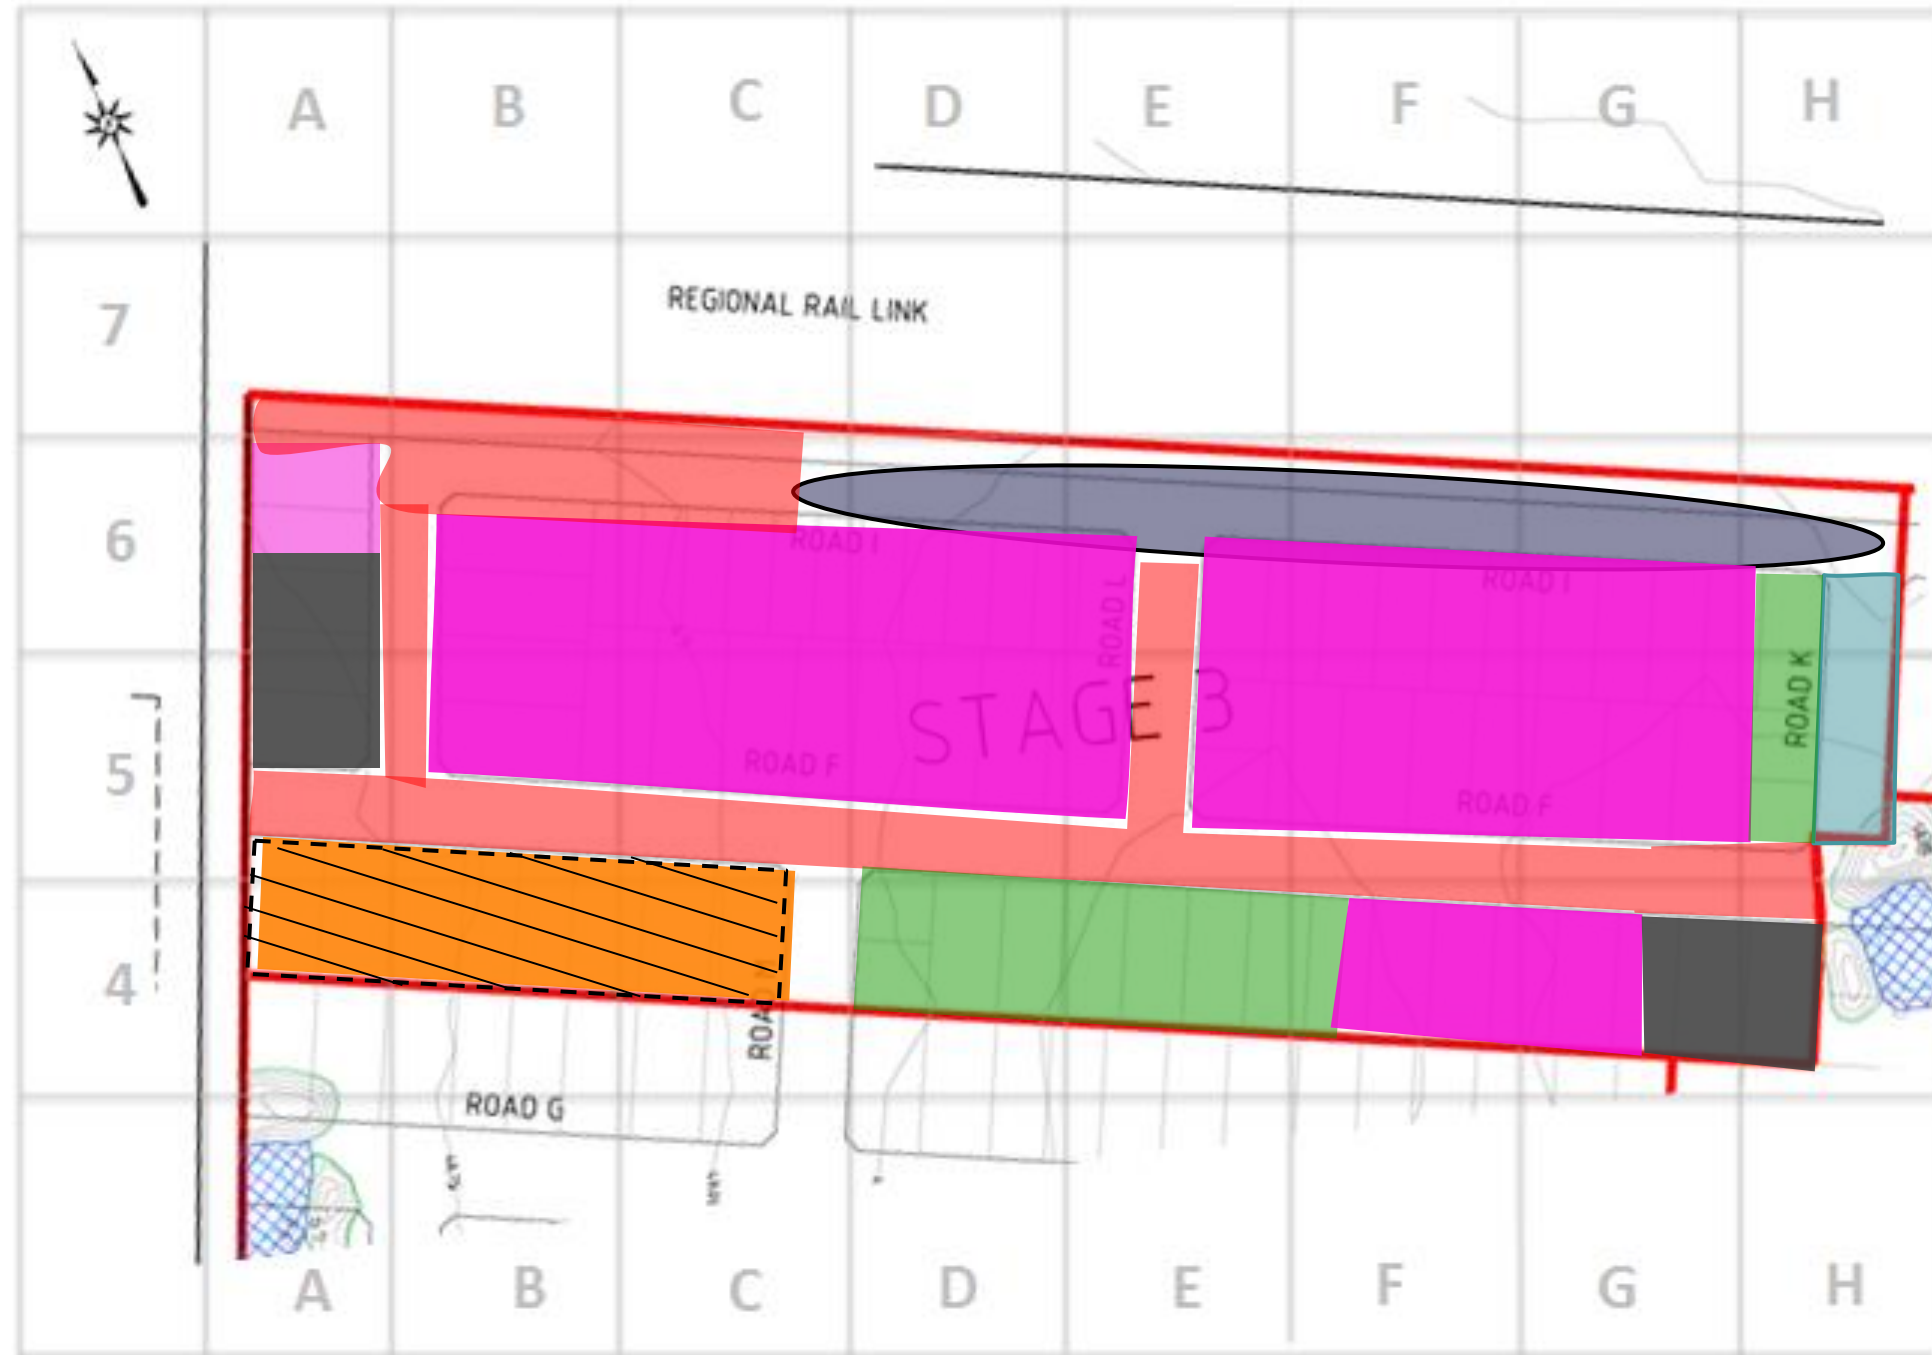 A B C D E F G H
7
REGIONAL RAIL LINK
6
ROAD I
ROAD I
ROAD L
STAGE 3
ROAD K
5
ROAD F
ROAD F
4
ROAD G
A B C D E F G H